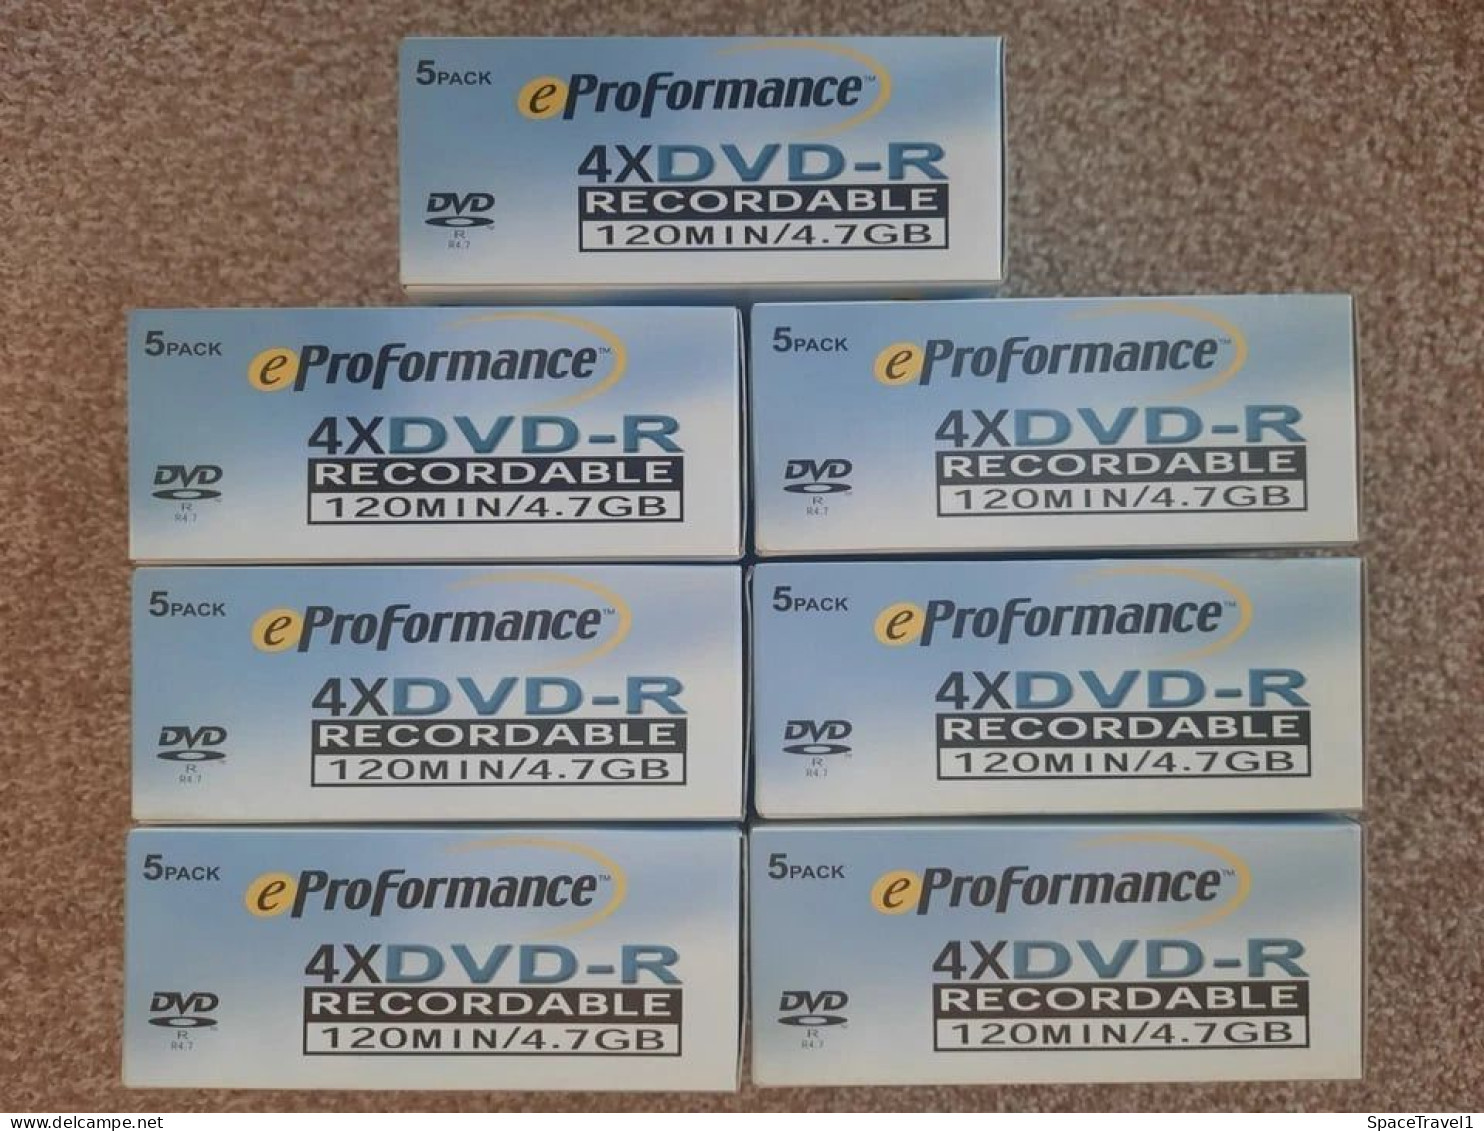 5PACK
eProformance™
4XDVD-R
RECORDABLE
120MIN/4.7GB
DVD
R
R4.7
5PACK
eProformance™
4XDVD-R
RECORDABLE
120MIN/4.7GB
DVD
R
R4.7
5PACK
eProformance™
4XDVD-R
RECORDABLE
120MIN/4.7GB
DVD
R
R4.7
5PACK
eProformance™
4XDVD-R
RECORDABLE
120MIN/4.7GB
DVD
R
R4.7
5PACK
eProformance™
4XDVD-R
RECORDABLE
120MIN/4.7GB
DVD
R
R4.7
5PACK
eProformance™
4XDVD-R
RECORDABLE
120MIN/4.7GB
DVD
R
R4.7
5PACK
eProformance™
4XDVD-R
RECORDABLE
120MIN/4.7GB
DVD
R
R4.7
delcampe.net
SpaceTravel1